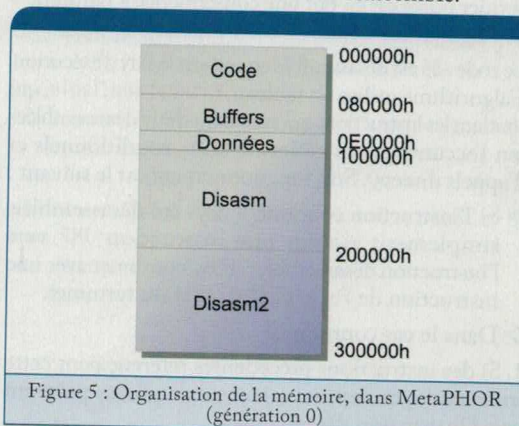 Code
000000h
Buffers
080000h
Données
0E0000h
100000h
Disasm
200000h
Disasm2
300000h
Figure 5 : Organisation de la mémoire, dans MetaPHOR
(génération 0)